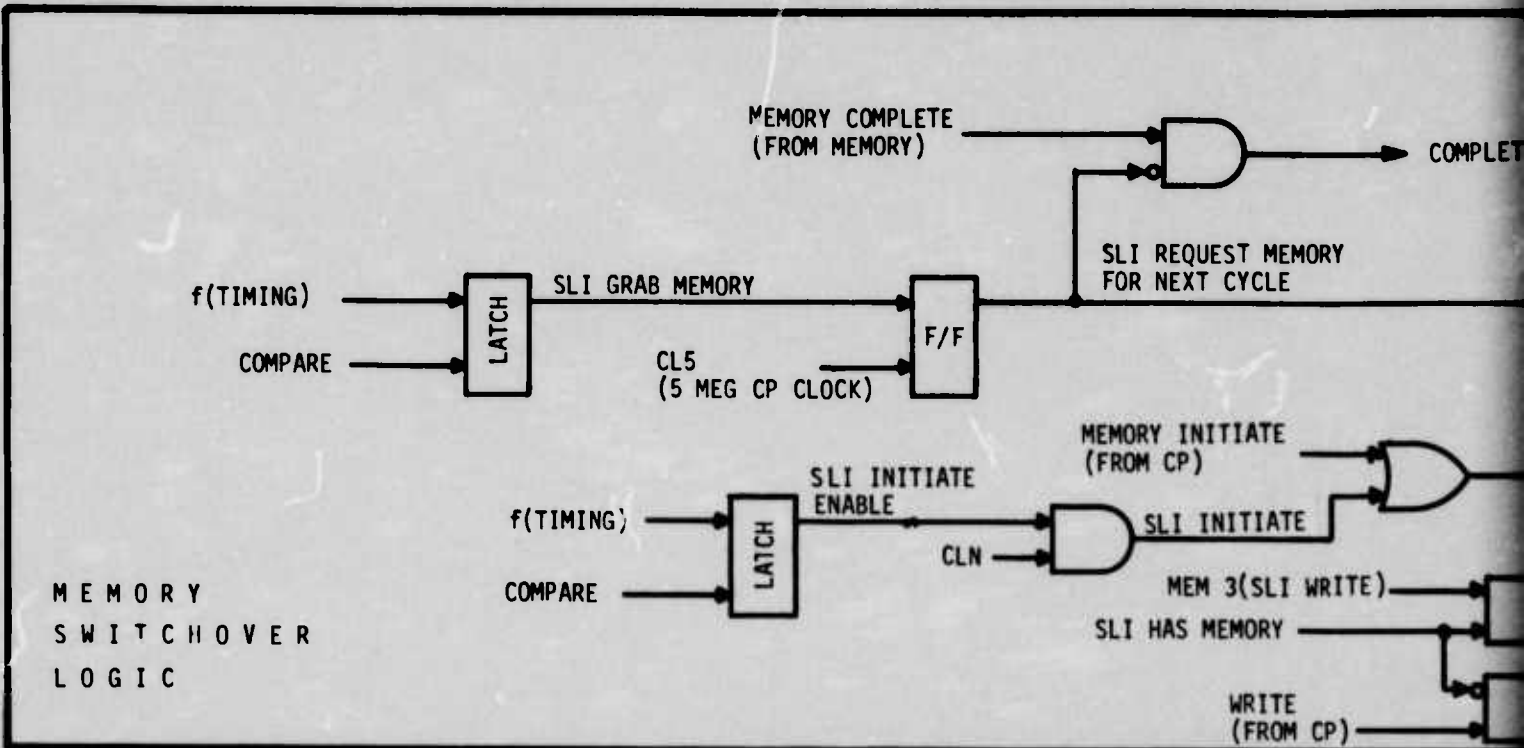 MEMORY COMPLETE
(FROM MEMORY)
COMPLET
SLI REQUEST MEMORY
FOR NEXT CYCLE
f(TIMING)
LATCH
SLI GRAB MEMORY
F/F
COMPARE
CL5
(5 MEG CP CLOCK)
MEMORY INITIATE
(FROM CP)
SLI INITIATE
ENABLE
f(TIMING)
LATCH
SLI INITIATE
CLN
COMPARE
MEM 3(SLI WRITE)
SLI HAS MEMORY
WRITE
(FROM CP)
MEMORY
SWITCHOVER
LOGIC